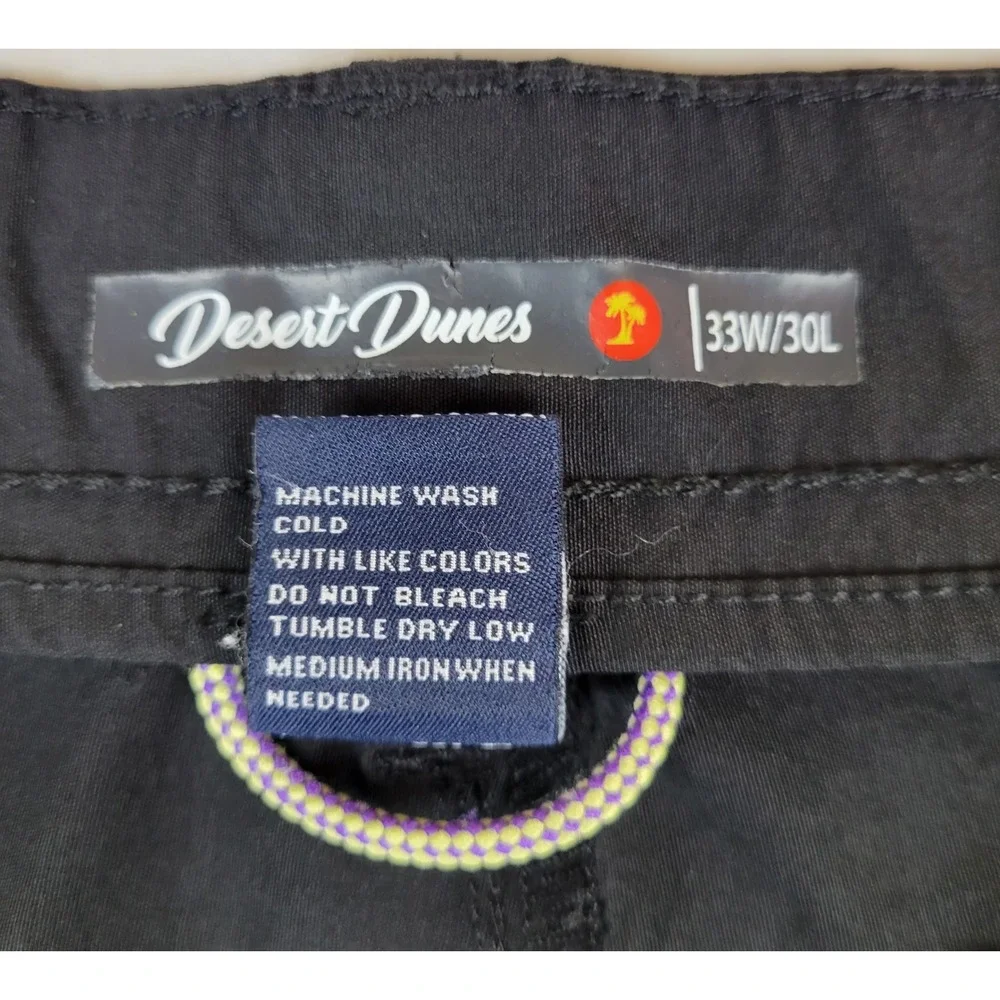 Desert Dunes 33W/30L
MACHINE WASH
COLD
WITH LIKE COLORS
DO NOT BLEACH
TUMBLE DRY LOW
MEDIUM IRON WHEN
NEEDED